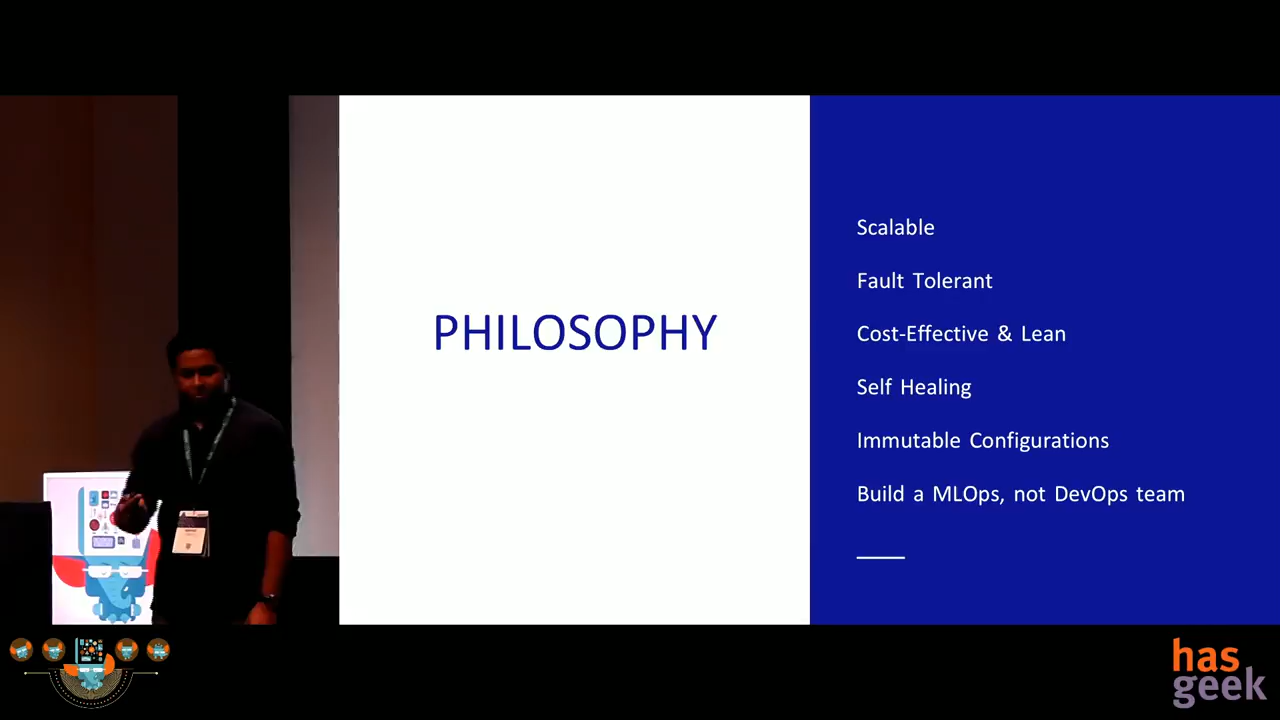 PHILOSOPHY
Scalable
Fault Tolerant
Cost-Effective & Lean
Self Healing
Immutable Configurations
Build a MLOps, not DevOps team
has
geek